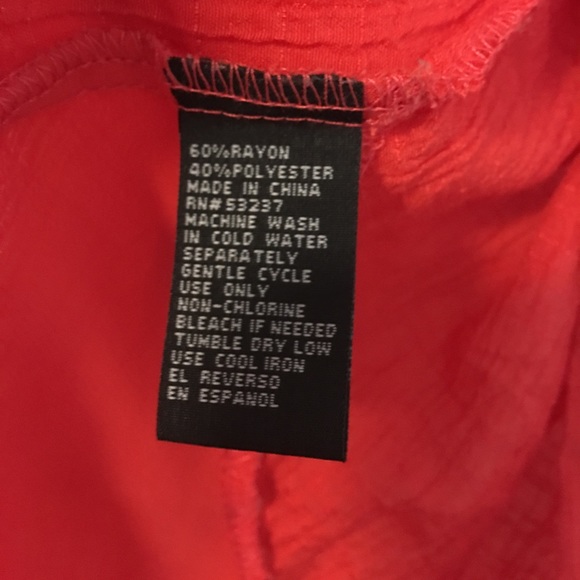 60%RAYON
40%POLYESTER
MADE IN CHINA
RN#53237
MACHINE WASH
IN COLD WATER
SEPARATELY
GENTLE CYCLE
USE ONLY
NON-CHLORINE
BLEACH IF NEEDED
TUMBLE DRY LOW
USE COOL IRON
EL REVERSO
EN ESPANOL